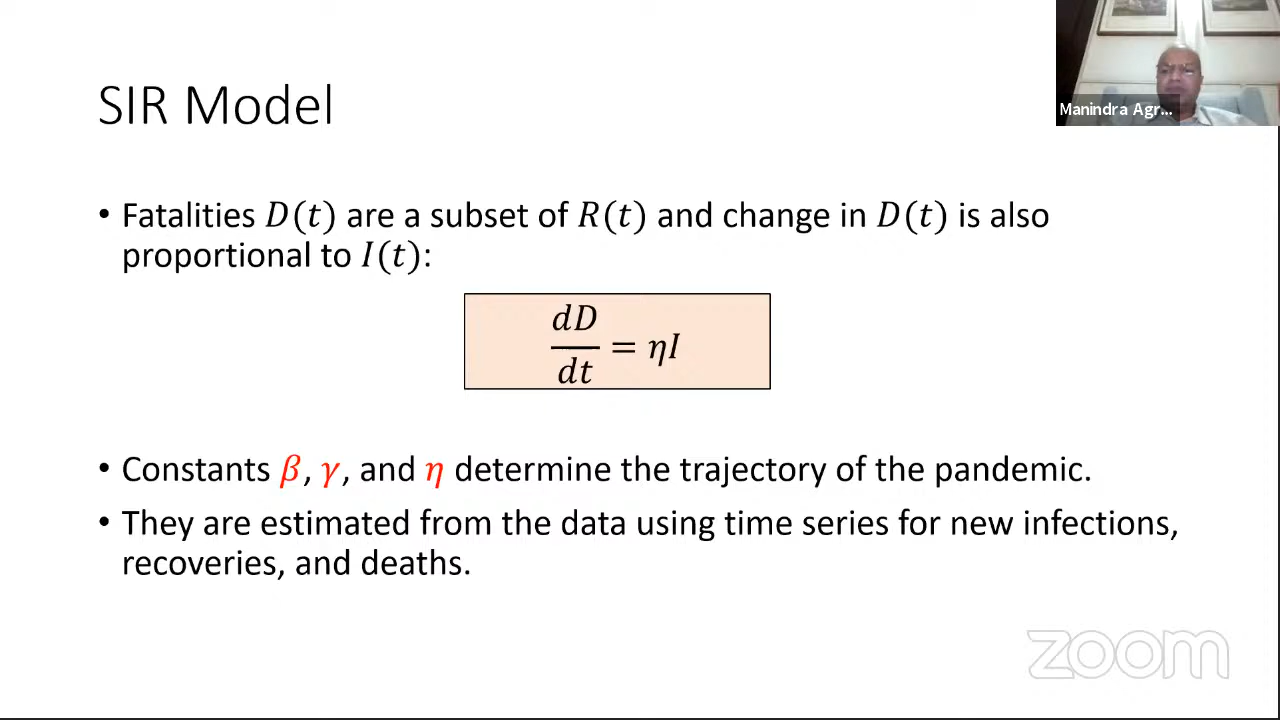 Manindra Agr...
SIR Model
• Fatalities D(t) are a subset of R(t) and change in D(t) is also
proportional to I(t):
dD/dt = ηI
• Constants β, γ, and η determine the trajectory of the pandemic.
• They are estimated from the data using time series for new infections,
recoveries, and deaths.
zoom